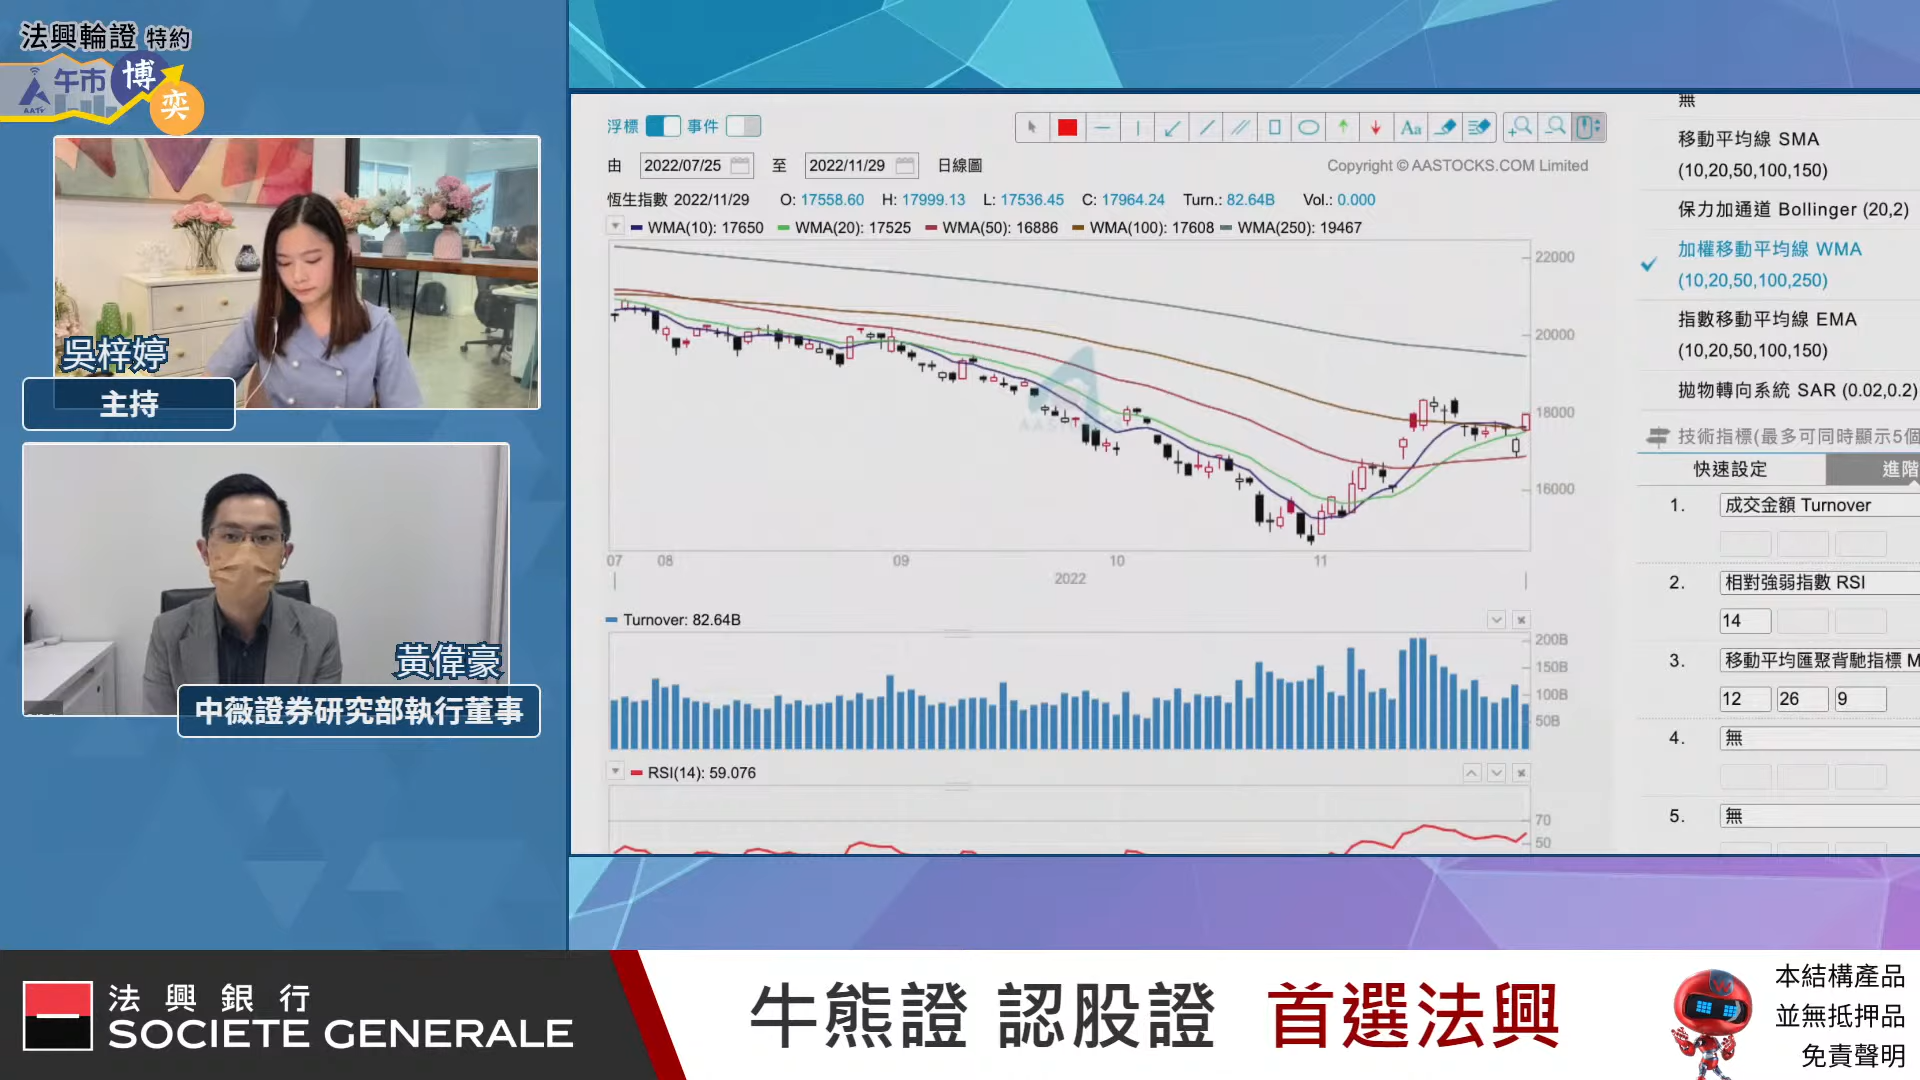 法興輪證 特約
午市 博
奕
AATV
吳梓婷
主持
黃偉豪
中薇證券研究部執行董事
浮標 事件
Aa
由 2022/07/25 至 2022/11/29 日線圖
Copyright © AASTOCKS.COM Limited
恆生指數 2022/11/29 O: 17558.60 H: 17999.13 L: 17536.45 C: 17964.24 Turn.: 82.64B Vol.: 0.000
WMA(10): 17650 WMA(20): 17525 WMA(50): 16886 WMA(100): 17608 WMA(250): 19467
22000
20000
18000
16000
07 08 09 10 11
2022
Turnover: 82.64B
200B
150B
100B
50B
RSI(14): 59.076
70
50
無
移動平均線 SMA
(10,20,50,100,150)
保力加通道 Bollinger (20,2)
加權移動平均線 WMA
(10,20,50,100,250)
指數移動平均線 EMA
(10,20,50,100,150)
拋物轉向系統 SAR (0.02,0.2)
技術指標(最多可同時顯示5個
快速設定 進階
1. 成交金額 Turnover
2. 相對強弱指數 RSI
14
3. 移動平均匯聚背馳指標 M
12 26 9
4. 無
5. 無
法興銀行
SOCIETE GENERALE
牛熊證 認股證 首選法興
本結構產品
並無抵押品
免責聲明